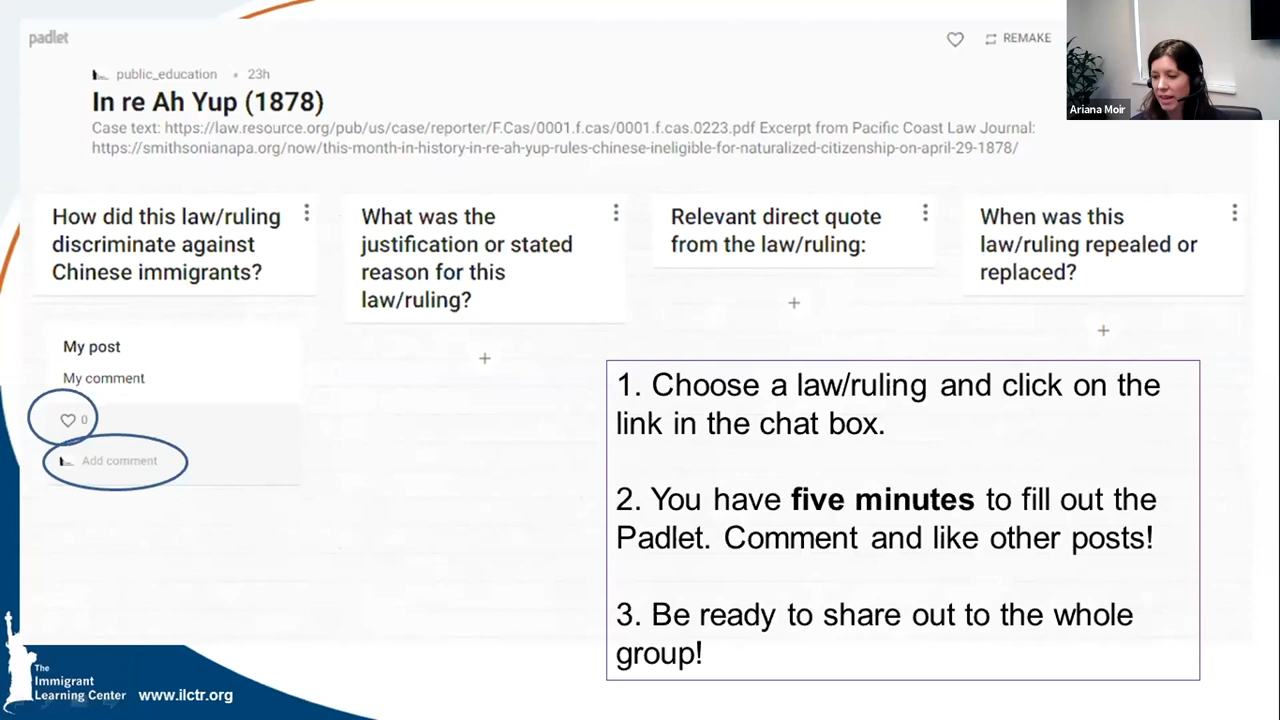 padlet
REMAKE
Ariana Moir
public_education • 23h
In re Ah Yup (1878)
Case text: https://law.resource.org/pub/us/case/reporter/F.Cas/0001.f.cas/0001.f.cas.0223.pdf Excerpt from Pacific Coast Law Journal:
https://smithsonianapa.org/now/this-month-in-history-in-re-ah-yup-rules-chinese-ineligible-for-naturalized-citizenship-on-april-29-1878/
How did this law/ruling
discriminate against
Chinese immigrants?
What was the
justification or stated
reason for this
law/ruling?
Relevant direct quote
from the law/ruling:
When was this
law/ruling repealed or
replaced?
My post
My comment
0
Add comment
1. Choose a law/ruling and click on the
link in the chat box.
2. You have five minutes to fill out the
Padlet. Comment and like other posts!
3. Be ready to share out to the whole
group!
The
Immigrant
Learning Center
www.ilctr.org